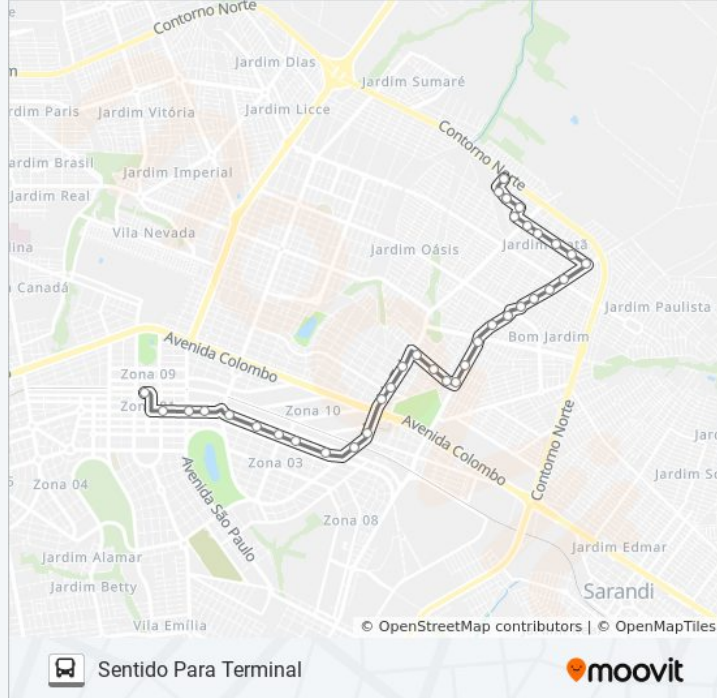 Contorno Norte
Jardim Dias
Jardim Sumaré
rdim Paris
Jardim Vitória
Jardim Licce
Contorno Norte
ardim Brasil
Jardim Imperial
Jardim Real
Vila Nevada
Jardim Oásis
Canadá
Jardim Paulista
Avenida Colombo
Bom Jardim
Zona 09
Zona 10
Avenida Colombo
Zona 03
Contorno Norte
Zona 04
Avenida São Paulo
Zona 08
Jardim Alamar
Jardim Edmar
Jardim Betty
Sarandi
Vila Emília
© OpenStreetMap contributors | © OpenMapTiles
Sentido Para Terminal
moovit